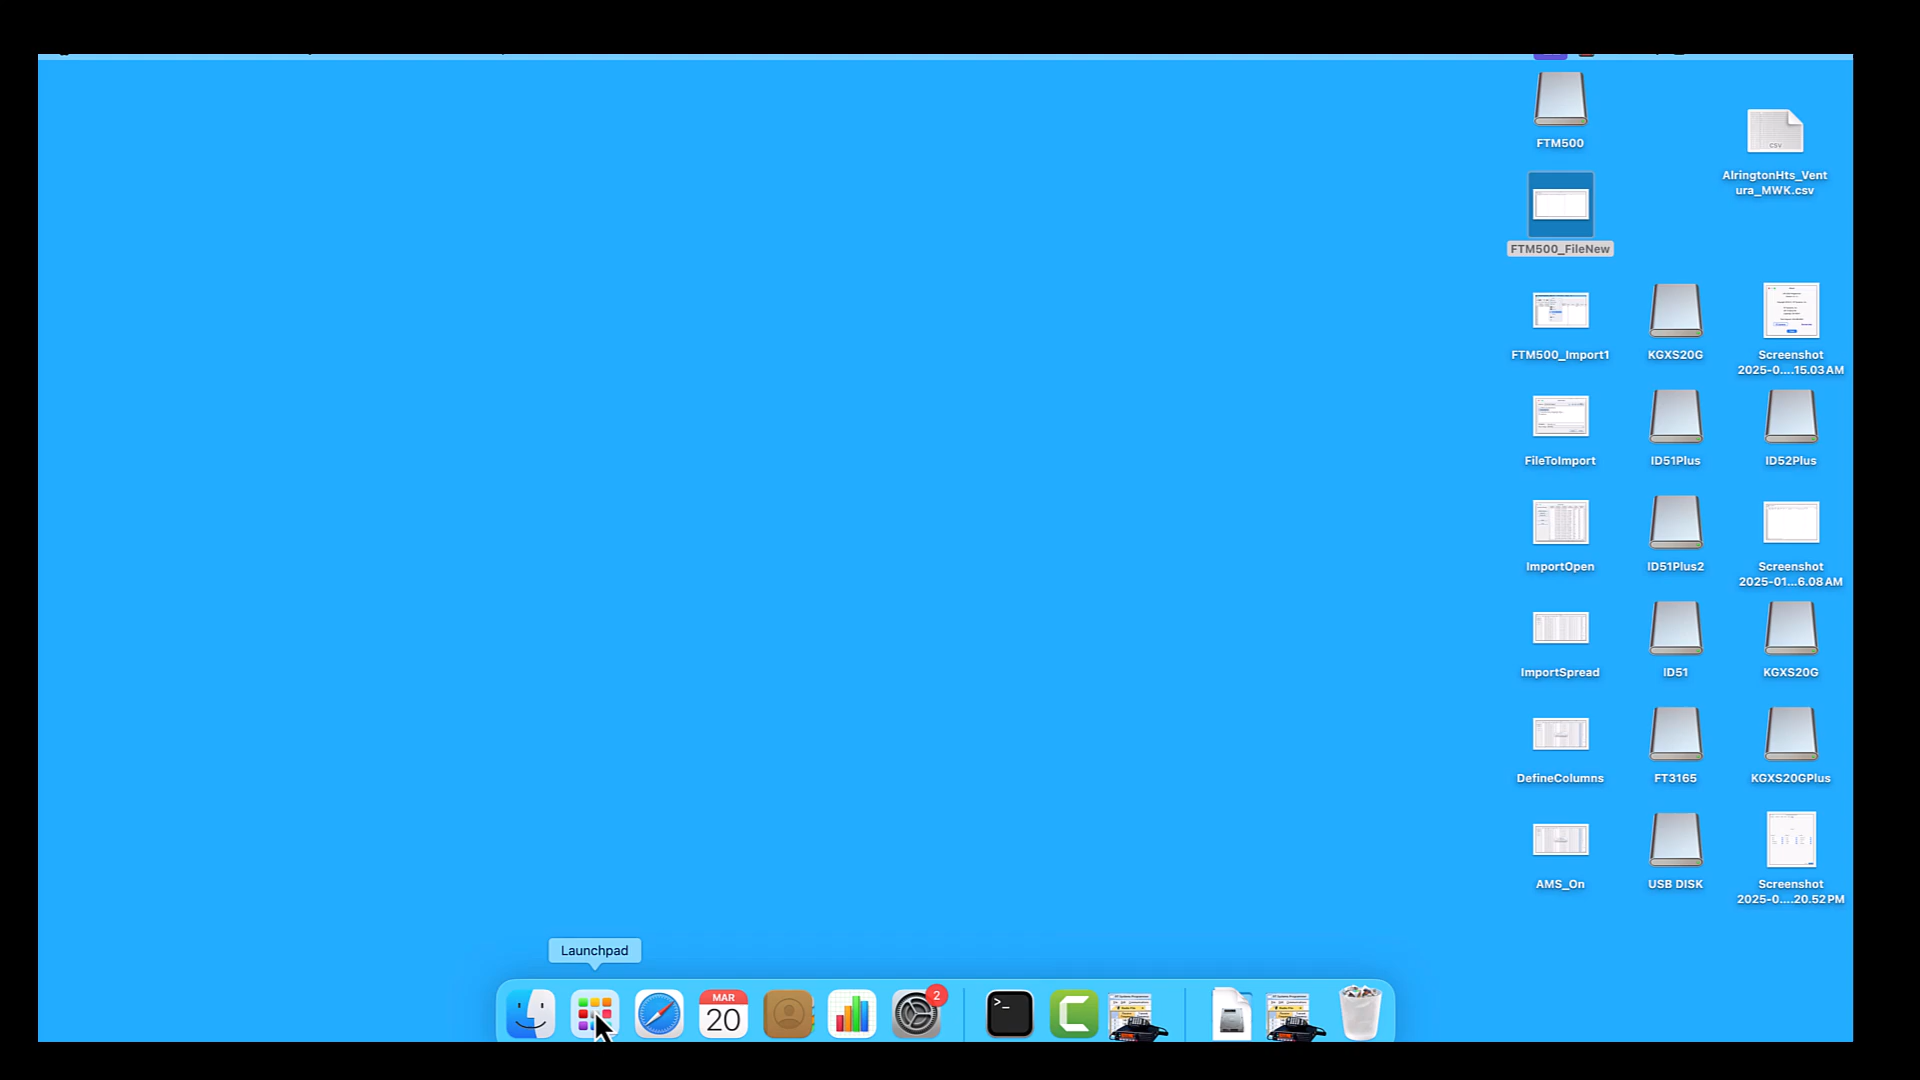 FTM500
CSV
AlringtonHts_Vent
ura_MWK.csv
FTM500_FileNew
FTM500_Import1
KGXS20G
Screenshot
2025-0....15.03 AM
FileToImport
ID51Plus
ID52Plus
ImportOpen
ID51Plus2
Screenshot
2025-01...6.08 AM
ImportSpread
ID51
KGXS20G
DefineColumns
FT3165
KGXS20GPlus
AMS_On
USB DISK
Screenshot
2025-0....20.52 PM
Launchpad
MAR
20
2
>_